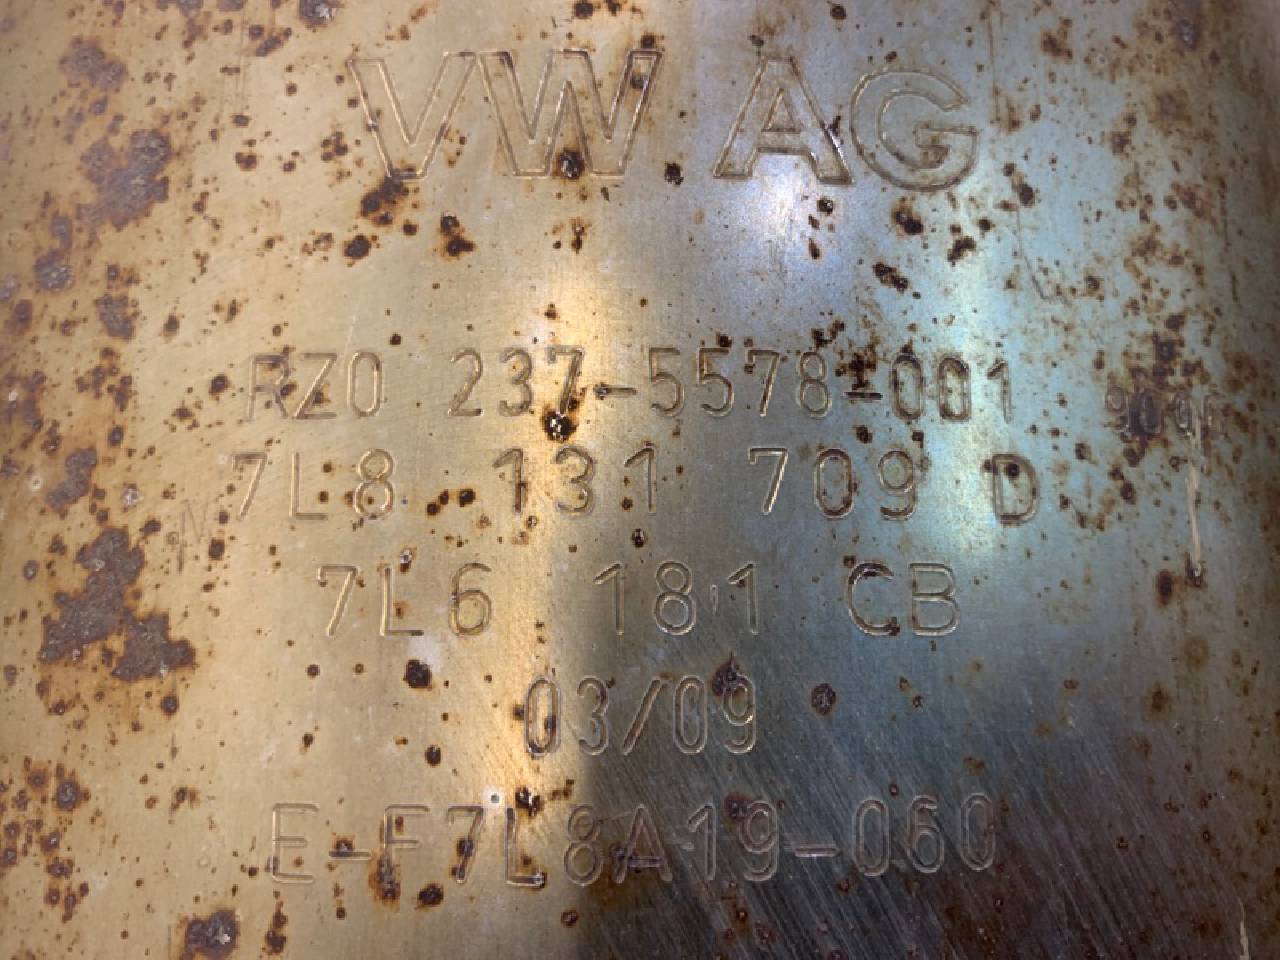 VW AG
RZ0 237-5578-001
7L8 131 709 D
7L6 181 CB
03/09
E-F7L8A19-060